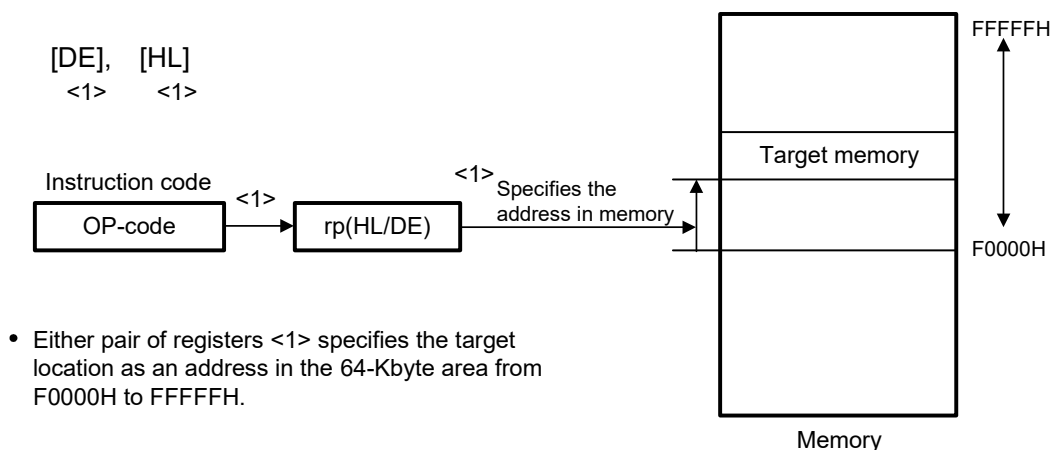 FFFFFH
[DE], [HL]
<1> <1>
Target memory
Instruction code
<1>
<1>
Specifies the
address in memory
OP-code
rp(HL/DE)
F0000H
• Either pair of registers <1> specifies the target
location as an address in the 64-Kbyte area from
F0000H to FFFFFH.
Memory